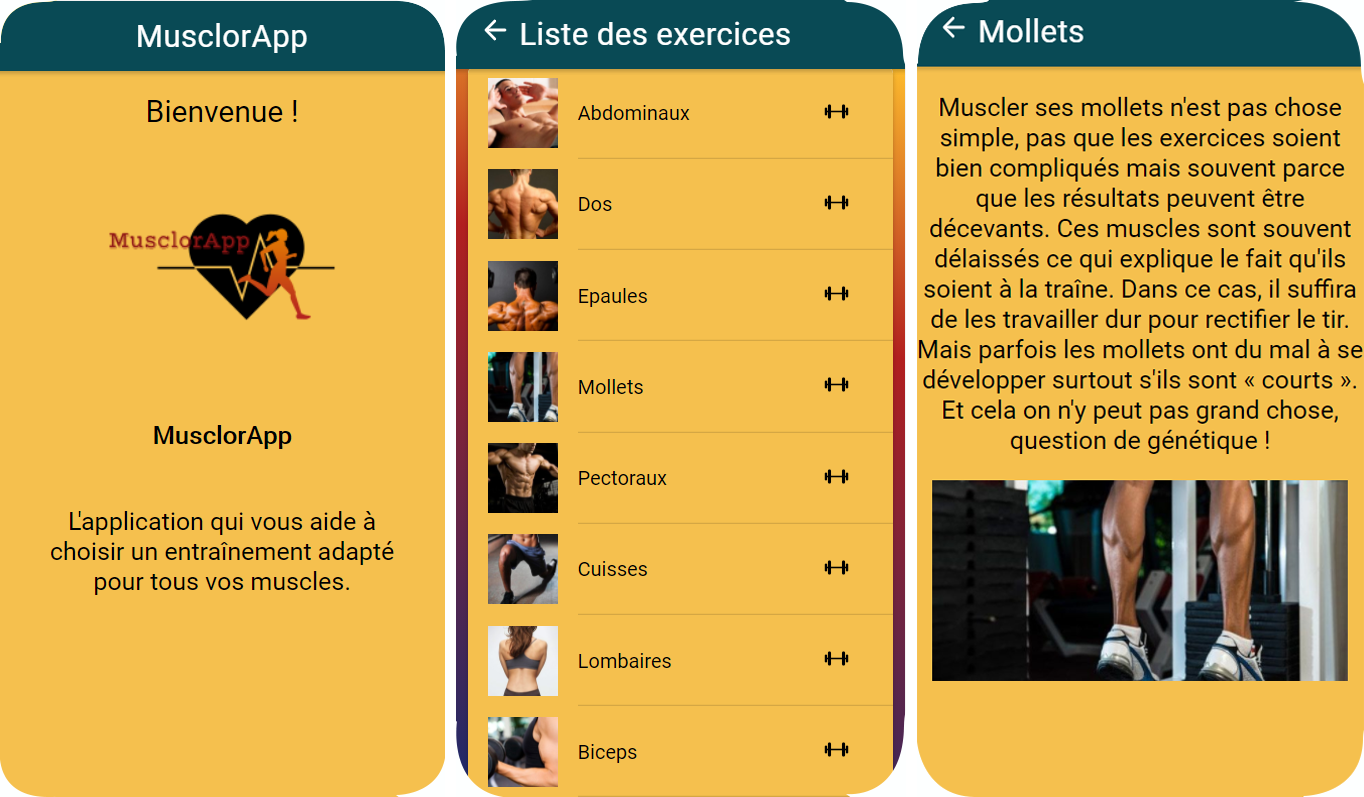 MusclorApp
Bienvenue !
MusclorApp
MusclorApp
L'application qui vous aide à
choisir un entraînement adapté
pour tous vos muscles.
Liste des exercices
Abdominaux
Dos
Epaules
Mollets
Pectoraux
Cuisses
Lombaires
Biceps
Mollets
Muscler ses mollets n'est pas chose
simple, pas que les exercices soient
bien compliqués mais souvent parce
que les résultats peuvent être
décevants. Ces muscles sont souvent
délaissés ce qui explique le fait qu'ils
soient à la traîne. Dans ce cas, il suffira
de les travailler dur pour rectifier le tir.
Mais parfois les mollets ont du mal à se
développer surtout s'ils sont « courts ».
Et cela on n'y peut pas grand chose,
question de génétique !